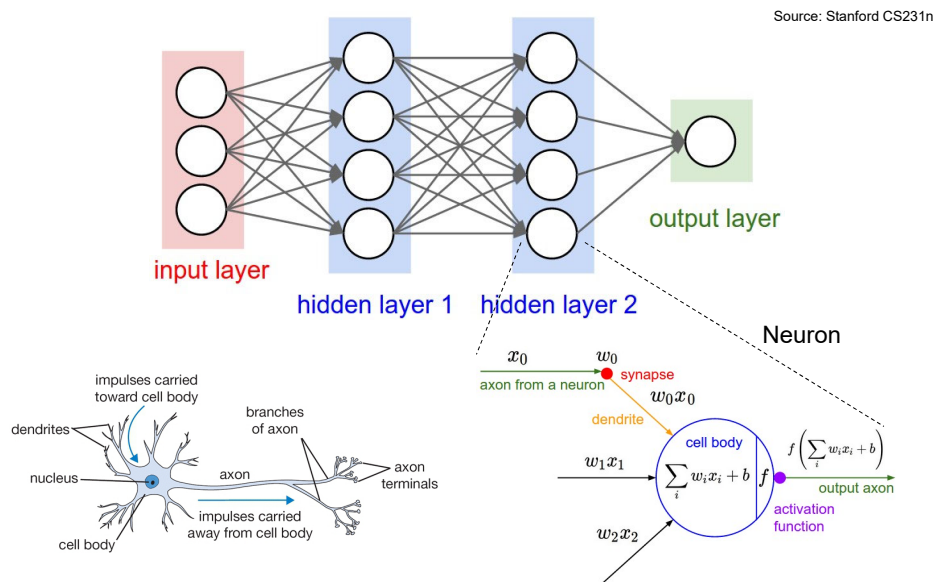 Source: Stanford CS231n
input layer
hidden layer 1
hidden layer 2
output layer
Neuron
impulses carried
toward cell body
dendrites
nucleus
cell body
axon
branches
of axon
axon
terminals
impulses carried
away from cell body
x₀
w₀
axon from a neuron
synapse
w₀x₀
dendrite
cell body
w₁x₁
∑ᵢ wᵢxᵢ + b
f
f(∑ᵢ wᵢxᵢ + b)
output axon
activation
function
w₂x₂